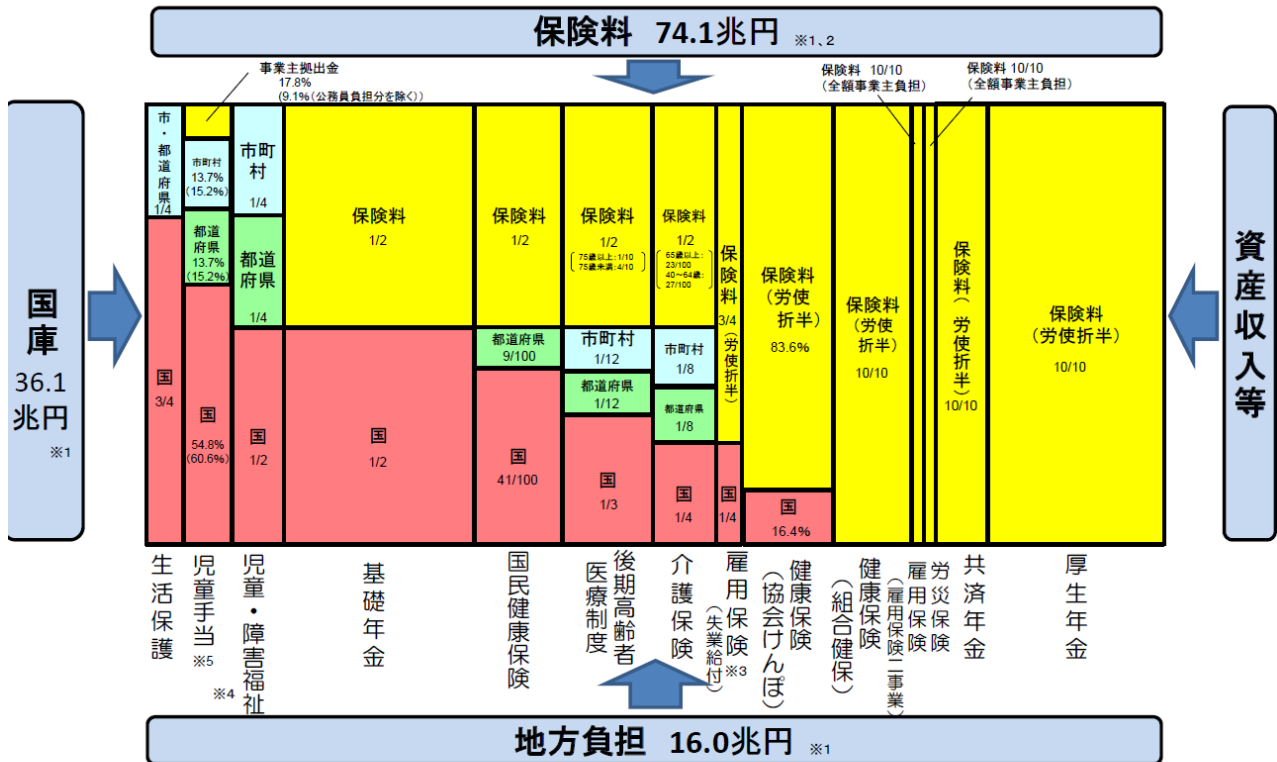 保険料 74.1兆円 ※1、2
事業主拠出金
17.8%
(9.1%(公務員負担分を除く))
保険料 10/10
(全額事業主負担)
保険料 10/10
(全額事業主負担)
国庫
36.1
兆円
※1
資産収入等
市・都道府県
1/4
国
3/4
市町村
13.7%
(15.2%)
都道
府県
13.7%
(15.2%)
国
54.8%
(60.6%)
市町
村
1/4
都道
府県
1/4
国
1/2
保険料
1/2
国
1/2
保険料
1/2
都道府県
9/100
国
41/100
保険料
1/2
75歳以上:1/10
75歳未満:4/10
市町村
1/12
都道府県
1/12
国
1/3
保険料
1/2
65歳以上:
23/100
40~64歳:
27/100
市町村
1/8
都道府県
1/8
国
1/4
保険料
3/4
(労使折半)
国
1/4
保険料
(労使
折半)
83.6%
国
16.4%
保険料
(労使
折半)
10/10
保険料(労使折半)
10/10
保険料
(労使折半)
10/10
生活保護
児童手当
※5
児童・障害福祉
※4
基礎年金
国民健康保険
後期高齢者
医療制度
介護保険
雇用保険
(失業給付)
※3
健康保険
(協会けんぽ)
健康保険
(組合健保)
雇用保険
(雇用保険二事業)
労災保険
共済年金
厚生年金
地方負担 16.0兆円 ※1